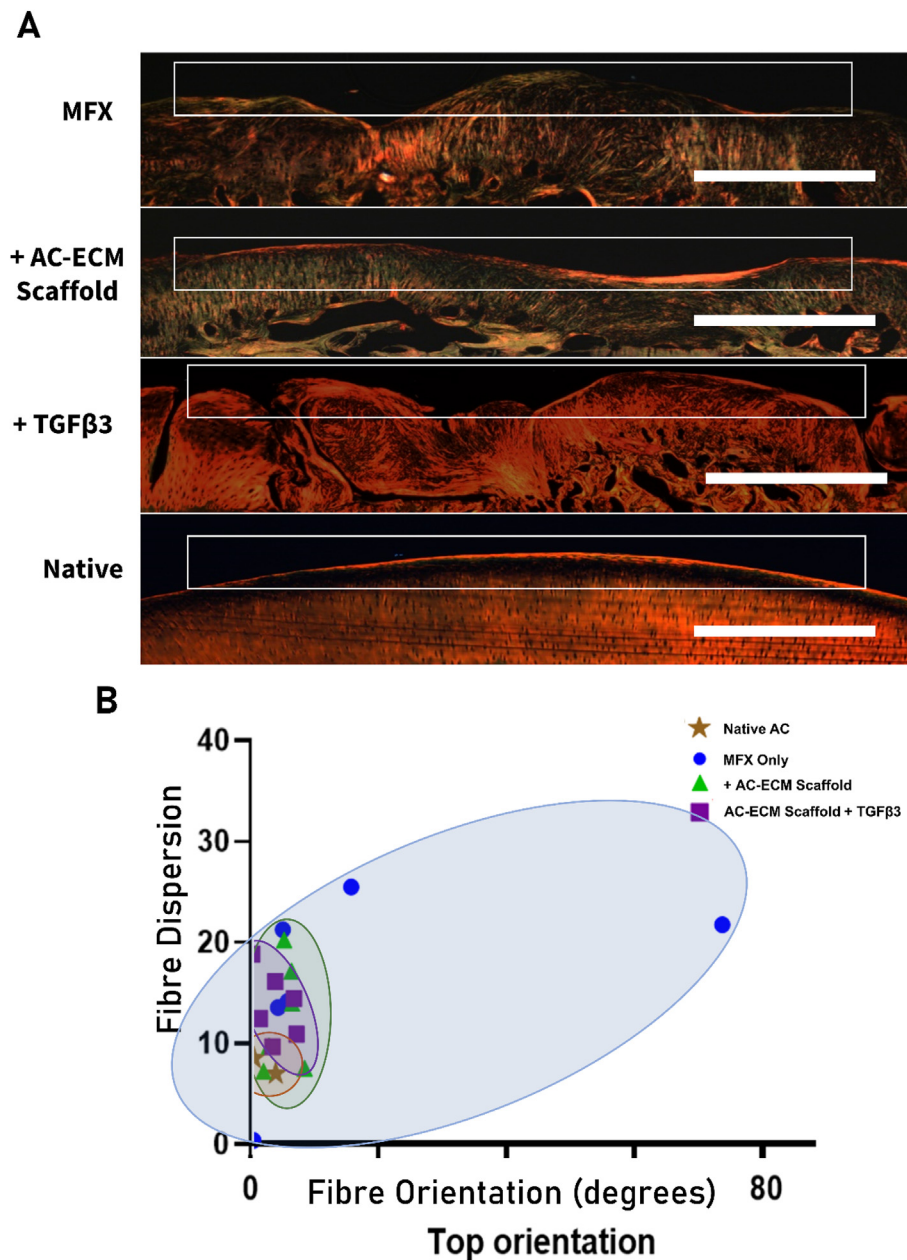 A
MFX
+ AC-ECM
Scaffold
+ TGFβ3
Native
B
Native AC
MFX Only
+ AC-ECM Scaffold
AC-ECM Scaffold + TGFβ3
Fibre Dispersion
40
30
20
10
0
0
80
Fibre Orientation (degrees)
Top orientation